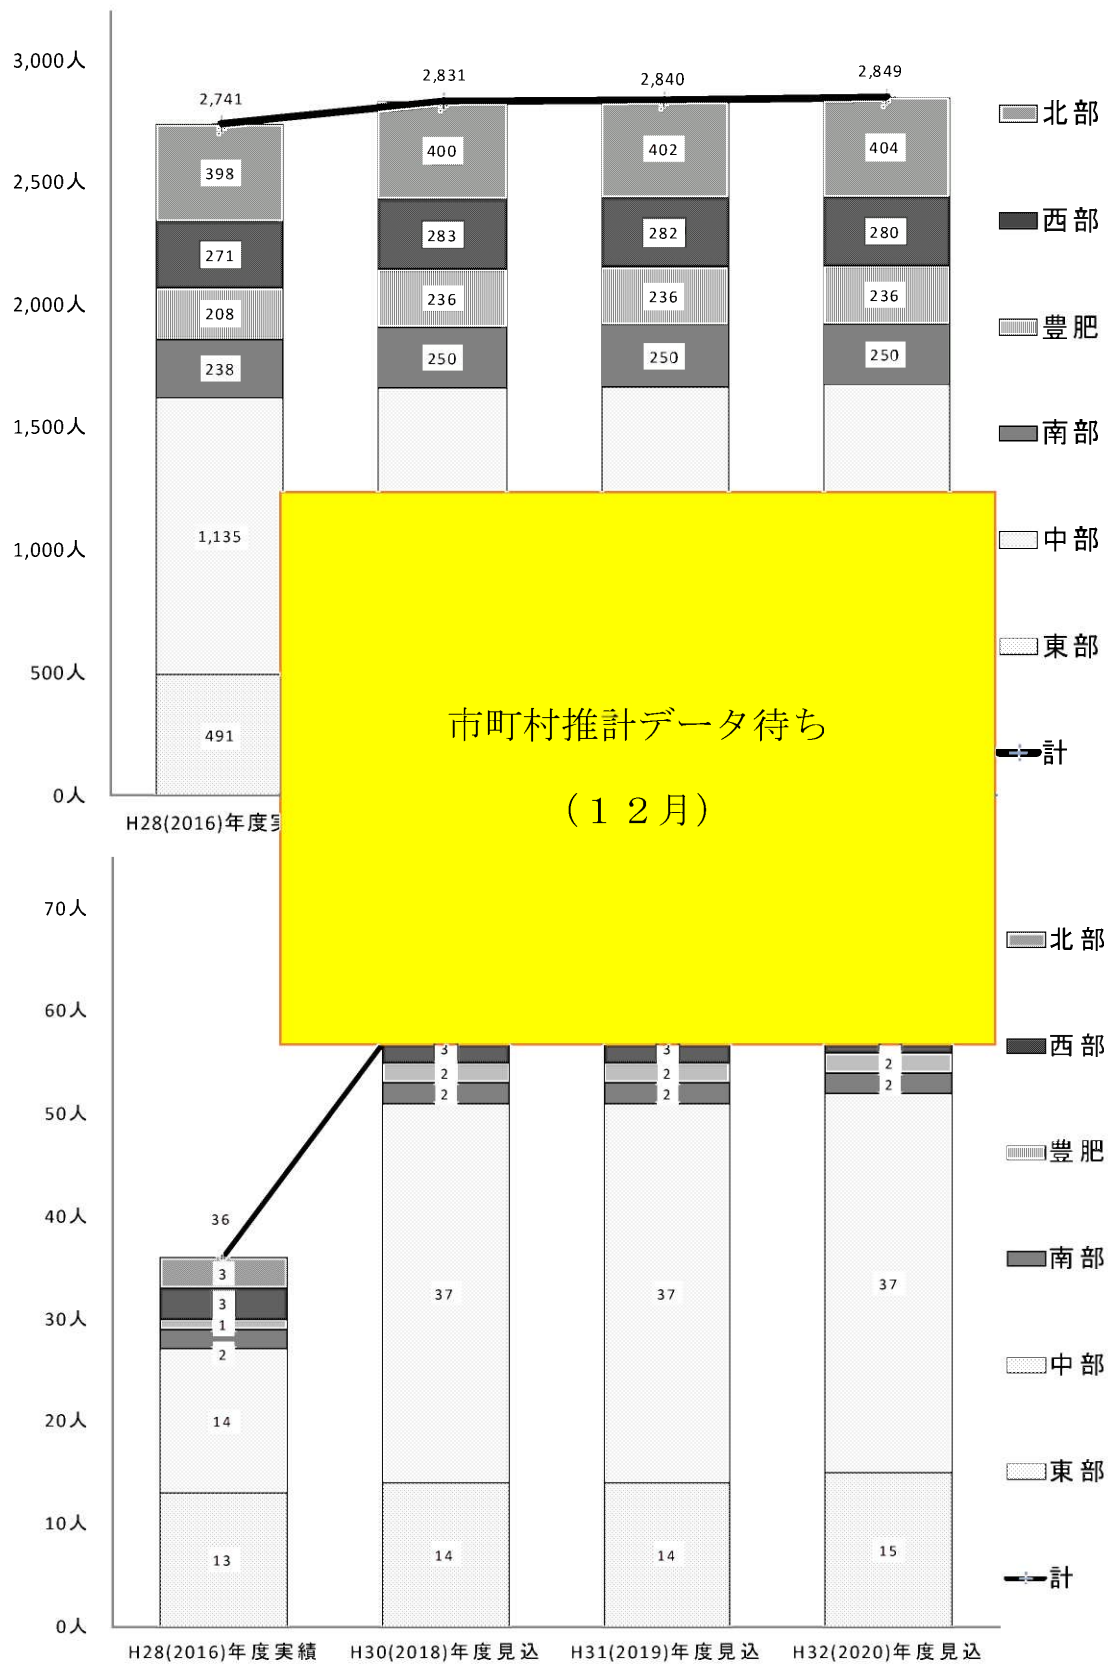 3,000人
2,500人
2,000人
1,500人
1,000人
500人
0人
2,741
2,831
2,840
2,849
398
400
402
404
271
283
282
280
208
236
236
236
238
250
250
250
1,135
491
H28(2016)年度実
北部
西部
豊肥
南部
中部
東部
計
市町村推計データ待ち
（１２月）
70人
60人
50人
40人
30人
20人
10人
0人
36
3
3
1
2
14
13
3
2
2
37
14
3
2
2
37
14
2
2
37
15
H28(2016)年度実績
H30(2018)年度見込
H31(2019)年度見込
H32(2020)年度見込
北部
西部
豊肥
南部
中部
東部
計